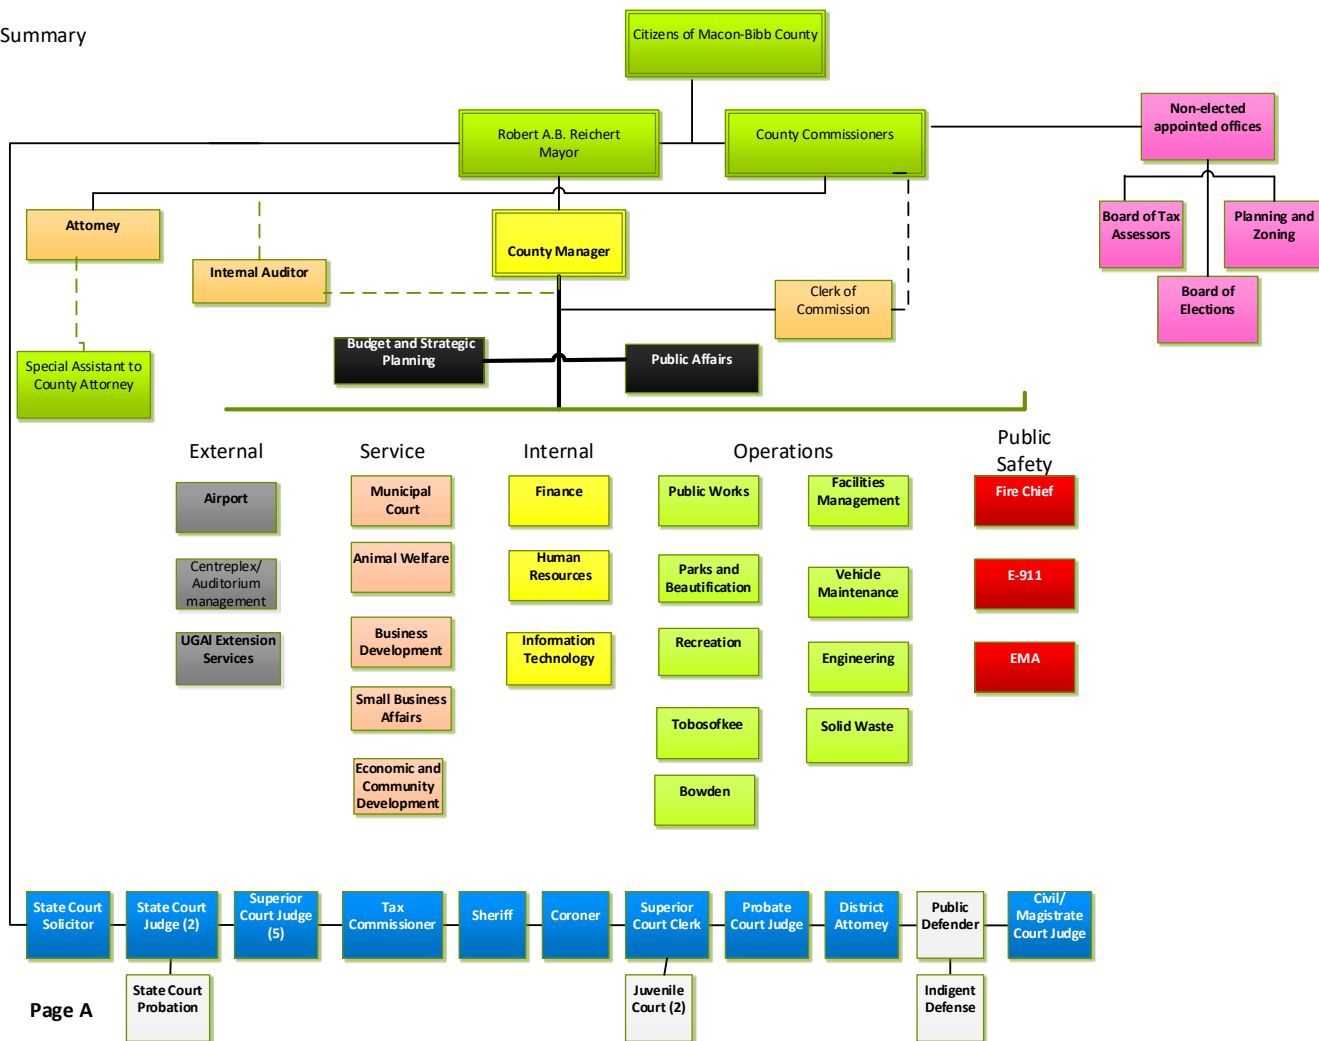 Summary
Citizens of Macon-Bibb County
Robert A.B. Reichert
Mayor
County Commissioners
Non-elected
appointed offices
Board of Tax
Assessors
Planning and
Zoning
Board of
Elections
Attorney
Internal Auditor
County Manager
Clerk of
Commission
Special Assistant to
County Attorney
Budget and Strategic
Planning
Public Affairs
External
Service
Internal
Operations
Public
Safety
Airport
Centreplex/
Auditorium
management
UGAl Extension
Services
Municipal
Court
Animal Welfare
Business
Development
Small Business
Affairs
Economic and
Community
Development
Finance
Human
Resources
Information
Technology
Public Works
Parks and
Beautification
Recreation
Tobosofkee
Bowden
Facilities
Management
Vehicle
Maintenance
Engineering
Solid Waste
Fire Chief
E-911
EMA
State Court
Solicitor
State Court
Judge (2)
Superior
Court Judge
(5)
Tax
Commissioner
Sheriff
Coroner
Superior
Court Clerk
Probate
Court Judge
District
Attorney
Public
Defender
Civil/
Magistrate
Court Judge
State Court
Probation
Juvenile
Court (2)
Indigent
Defense
Page A